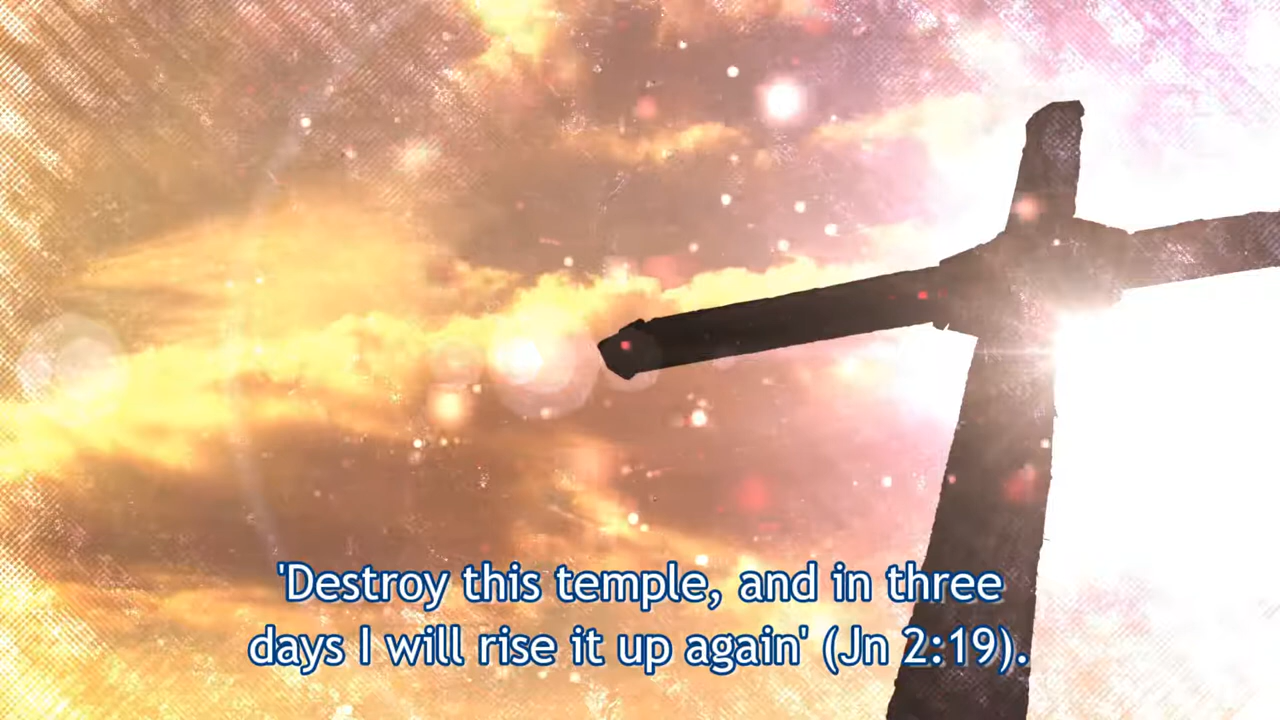 'Destroy this temple, and in three
days I will rise it up again' (Jn 2:19).